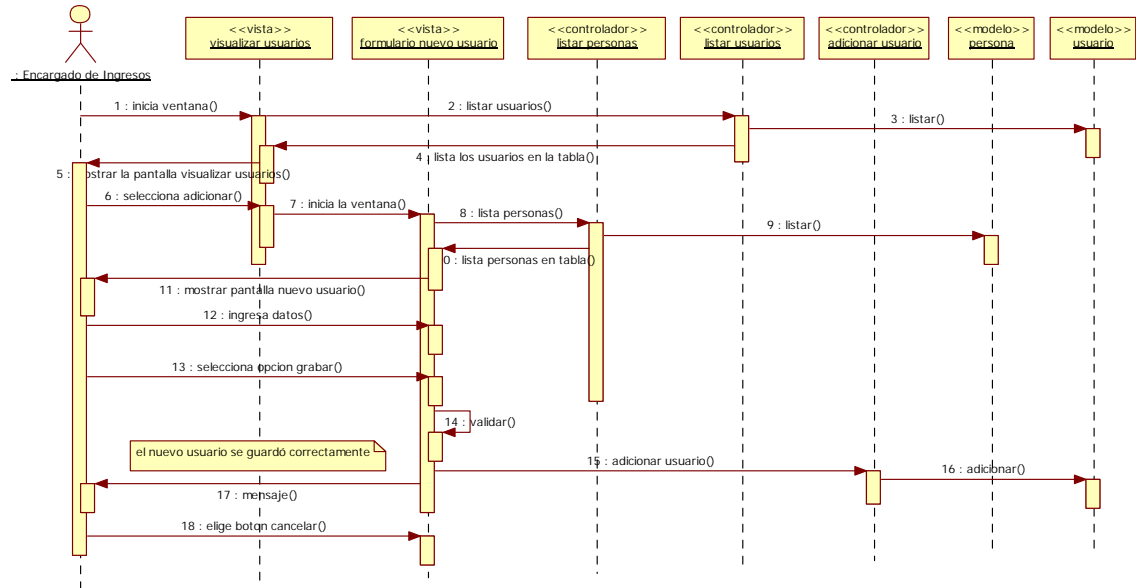 <<vista>>
visualizar usuarios
<<vista>>
formulario nuevo usuario
<<controlador>>
listar personas
<<controlador>>
listar usuarios
<<controlador>>
adicionar usuario
<<modelo>>
persona
<<modelo>>
usuario
: Encargado de Ingresos
1 : inicia ventana()
2 : listar usuarios()
3 : listar()
4 : lista los usuarios en la tabla()
5 : mostrar la pantalla visualizar usuarios()
6 : selecciona adicionar()
7 : inicia la ventana()
8 : lista personas()
9 : listar()
0 : lista personas en tabla()
11 : mostrar pantalla nuevo usuario()
12 : ingresa datos()
13 : selecciona opcion grabar()
14 : validar()
el nuevo usuario se guardó correctamente
15 : adicionar usuario()
16 : adicionar()
17 : mensaje()
18 : elige boton cancelar()